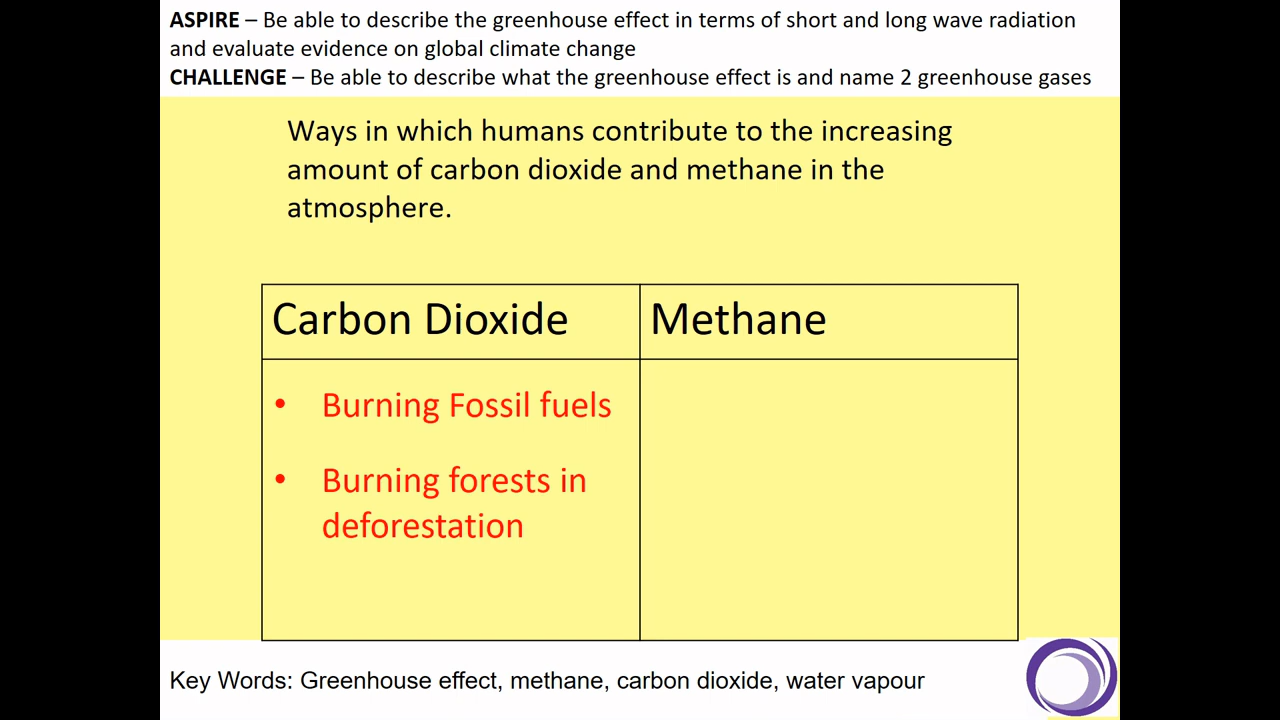 ASPIRE – Be able to describe the greenhouse effect in terms of short and long wave radiation
and evaluate evidence on global climate change
CHALLENGE – Be able to describe what the greenhouse effect is and name 2 greenhouse gases
Ways in which humans contribute to the increasing
amount of carbon dioxide and methane in the
atmosphere.
Carbon Dioxide
Methane
• Burning Fossil fuels
• Burning forests in
deforestation
Key Words: Greenhouse effect, methane, carbon dioxide, water vapour